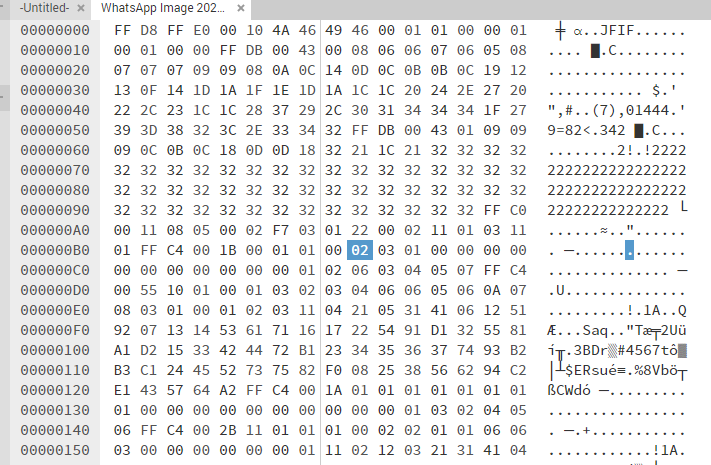 -Untitled- × WhatsApp Image 202... ×
00000000 FF D8 FF E0 00 10 4A 46 49 46 00 01 01 00 00 01 ╪ α..JFIF......
00000010 00 01 00 00 FF DB 00 43 00 08 06 06 07 06 05 08 .... █.C........
00000020 07 07 07 09 09 08 0A 0C 14 0D 0C 0B 0B 0C 19 12 ................
00000030 13 0F 14 1D 1A 1F 1E 1D 1A 1C 1C 20 24 2E 27 20 ........... $.'
00000040 22 2C 23 1C 1C 28 37 29 2C 30 31 34 34 34 1F 27 ",#..(7),01444.'
00000050 39 3D 38 32 3C 2E 33 34 32 FF DB 00 43 01 09 09 9=82<.342 █.C...
00000060 09 0C 0B 0C 18 0D 0D 18 32 21 1C 21 32 32 32 32 ........2!.!2222
00000070 32 32 32 32 32 32 32 32 32 32 32 32 32 32 32 32 2222222222222222
00000080 32 32 32 32 32 32 32 32 32 32 32 32 32 32 32 32 2222222222222222
00000090 32 32 32 32 32 32 32 32 32 32 32 32 32 32 FF C0 22222222222222 └
000000A0 00 11 08 05 00 02 F7 03 01 22 00 02 11 01 03 11 ......≈.."......
000000B0 01 FF C4 00 1B 00 01 01 00 02 03 01 00 00 00 00 . ─.............
000000C0 00 00 00 00 00 00 01 02 06 03 04 05 07 FF C4 .............. ─
000000D0 00 55 10 01 00 01 03 02 03 04 06 06 05 06 0A 07 .U..............
000000E0 08 03 01 00 01 02 03 11 04 21 05 31 41 06 12 51 .........!.1A..Q
000000F0 92 07 13 14 53 61 71 16 17 22 54 91 D1 32 55 81 Æ...Saq.."Tæ╤2Uü
00000100 A1 D2 15 33 42 44 72 B1 23 34 35 36 37 74 93 B2 í╥.3BDr▒#4567tô▓
00000110 B3 C1 24 45 52 73 75 82 F0 08 25 38 56 62 94 C2 │┴$ERsué≡.%8Vbö┬
00000120 E1 43 57 64 A2 FF C4 00 1A 01 01 01 01 01 01 01 ßCWdó ─.........
00000130 01 00 00 00 00 00 00 00 00 00 00 01 03 02 04 05 ................
00000140 06 FF C4 00 2B 11 01 01 01 00 02 02 01 01 06 06 . ─.+...........
00000150 03 00 00 00 00 00 00 01 11 02 12 03 21 31 41 04 ............!1A.